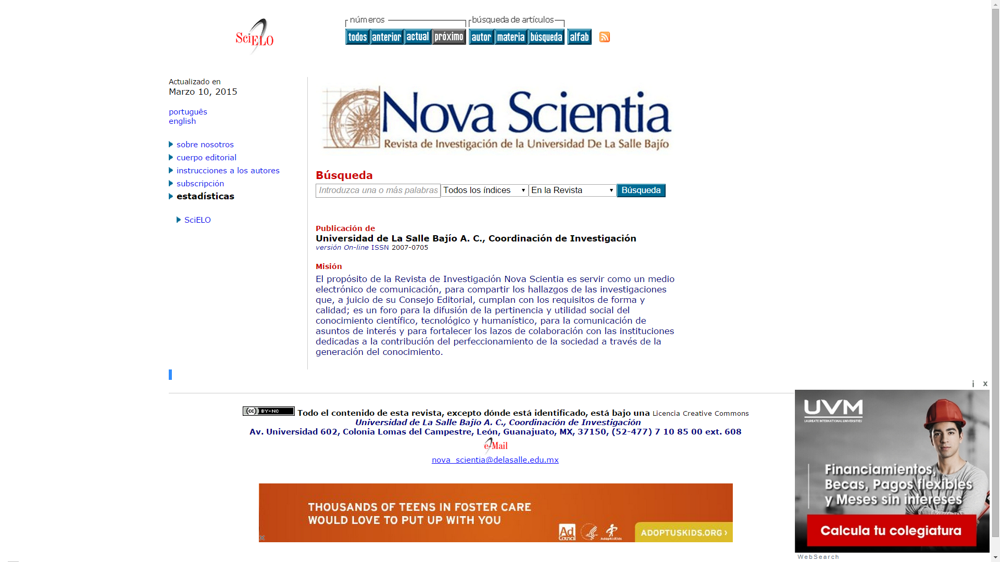 SciELO
números
búsqueda de artículos
todos anterior actual próximo autor materia búsqueda alfab
Actualizado en
Marzo 10, 2015
português
english
sobre nosotros
cuerpo editorial
instrucciones a los autores
subscripción
estadísticas
SciELO
Nova Scientia
Revista de Investigación de la Universidad De La Salle Bajío
Búsqueda
Introduzca una o más palabras Todos los índices En la Revista Búsqueda
Publicación de
Universidad de La Salle Bajío A. C., Coordinación de Investigación
versión On-line ISSN 2007-0705
Misión
El propósito de la Revista de Investigación Nova Scientia es servir como un medio
electrónico de comunicación, para compartir los hallazgos de las investigaciones
que, a juicio de su Consejo Editorial, cumplan con los requisitos de forma y
calidad; es un foro para la difusión de la pertinencia y utilidad social del
conocimiento científico, tecnológico y humanístico, para la comunicación de
asuntos de interés y para fortalecer los lazos de colaboración con las instituciones
dedicadas a la contribución del perfeccionamiento de la sociedad a través de la
generación del conocimiento.
(cc) BY-NC Todo el contenido de esta revista, excepto dónde está identificado, está bajo una Licencia Creative Commons
Universidad de La Salle Bajío A. C., Coordinación de Investigación
Av. Universidad 602, Colonia Lomas del Campestre, León, Guanajuato, MX, 37150, (52-477) 7 10 85 00 ext. 608
e-Mail
nova_scientia@delasalle.edu.mx
THOUSANDS OF TEENS IN FOSTER CARE
WOULD LOVE TO PUT UP WITH YOU
Ad Council
AdoptUsKids
ADOPTUSKIDS.ORG ›
i x
UVM
LAUREATE INTERNATIONAL UNIVERSITIES
Financiamientos,
Becas, Pagos flexibles
y Meses sin intereses
Calcula tu colegiatura
WebSearch